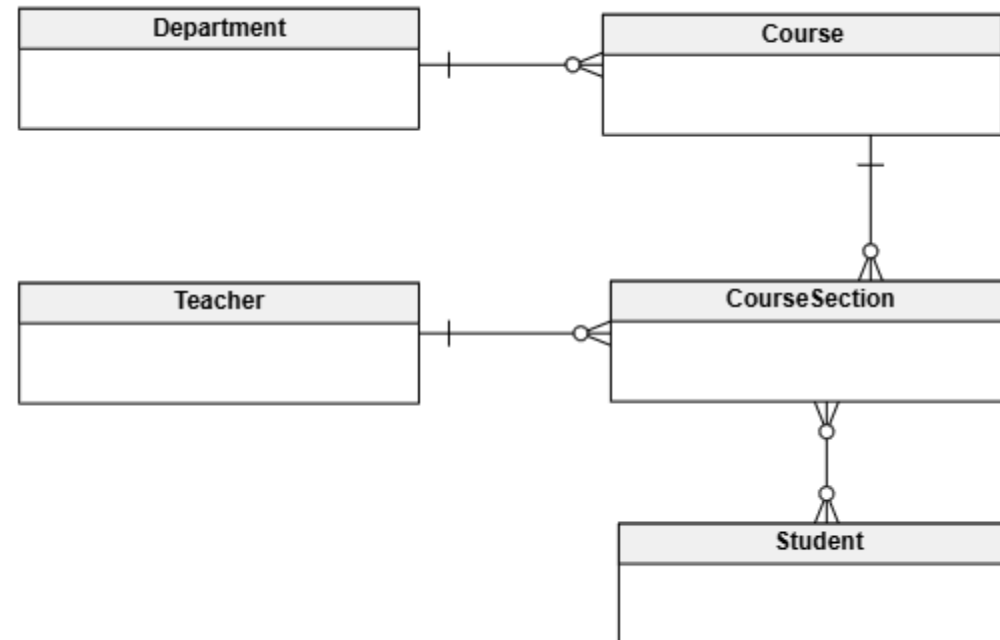 Department
Course
Teacher
CourseSection
Student